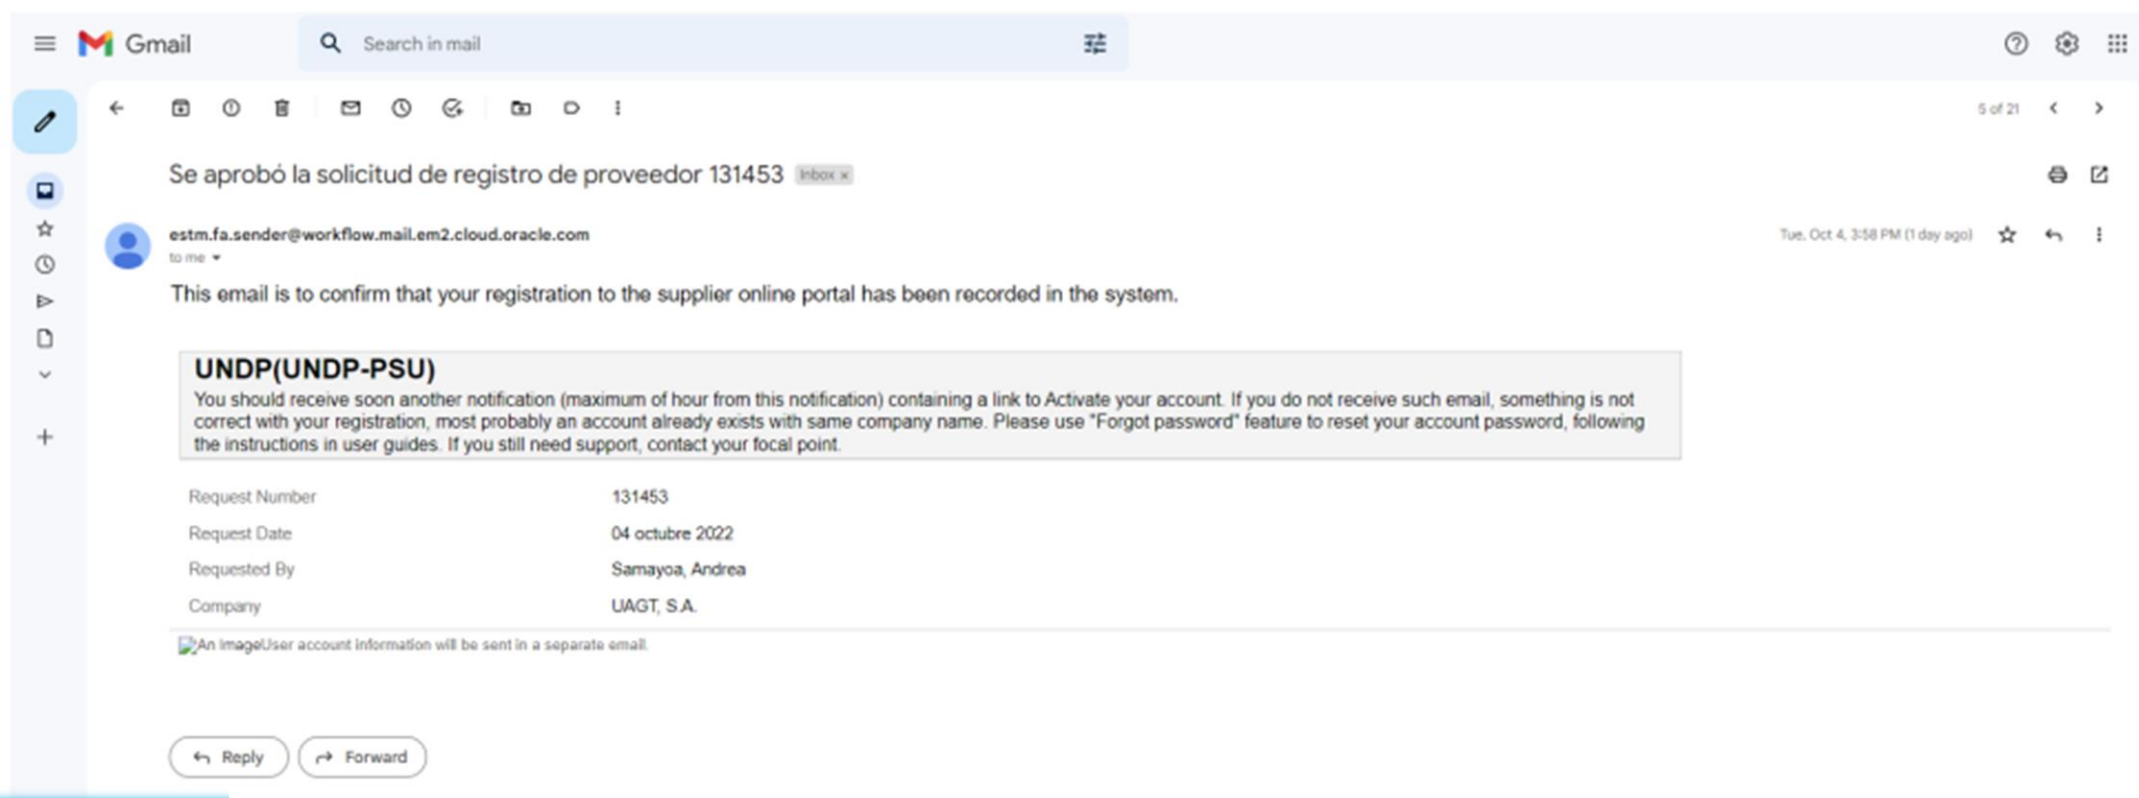 Gmail
Search in mail
5 of 21
Se aprobó la solicitud de registro de proveedor 131453 Inbox x
estm.fa.sender@workflow.mail.em2.cloud.oracle.com
Tue, Oct 4, 3:58 PM (1 day ago)
to me
This email is to confirm that your registration to the supplier online portal has been recorded in the system.
UNDP(UNDP-PSU)
You should receive soon another notification (maximum of hour from this notification) containing a link to Activate your account. If you do not receive such email, something is not
correct with your registration, most probably an account already exists with same company name. Please use "Forgot password" feature to reset your account password, following
the instructions in user guides. If you still need support, contact your focal point.
Request Number 131453
Request Date 04 octubre 2022
Requested By Samayoa, Andrea
Company UAGT, S.A.
An ImageUser account information will be sent in a separate email.
Reply Forward